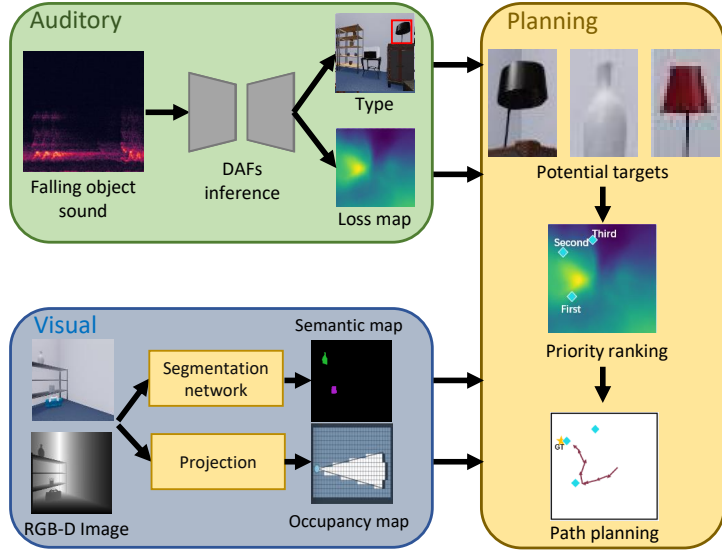 Auditory
Falling object
sound
DAFs
inference
Type
Loss map
Visual
RGB-D Image
Segmentation
network
Projection
Semantic map
Occupancy map
Planning
Potential targets
Second
Third
First
Priority ranking
GT
Path planning